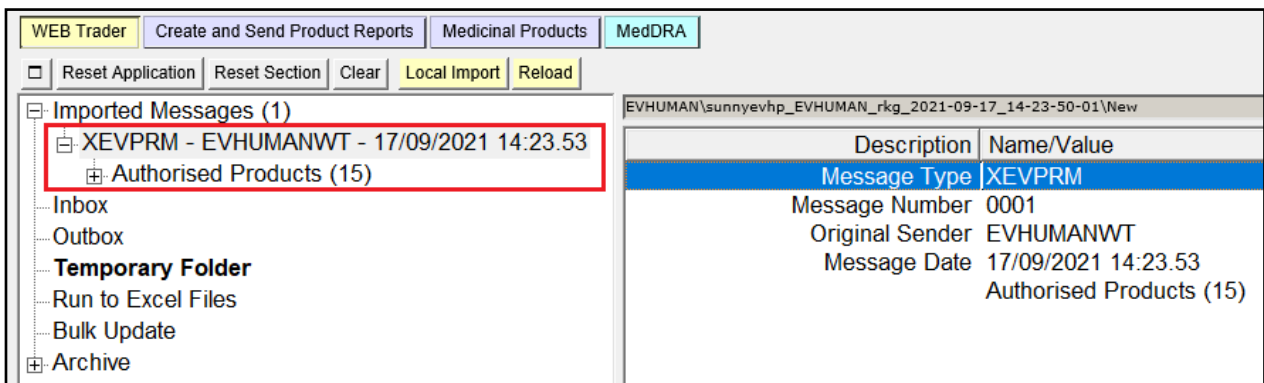 WEB Trader Create and Send Product Reports Medicinal Products MedDRA
Reset Application Reset Section Clear Local Import Reload
Imported Messages (1)
XEVPRM - EVHUMANWT - 17/09/2021 14:23.53
Authorised Products (15)
Inbox
Outbox
Temporary Folder
Run to Excel Files
Bulk Update
Archive
EVHUMAN\sunnyevhp_EVHUMAN_rkg_2021-09-17_14-23-50-01\New
Description Name/Value
Message Type XEVPRM
Message Number 0001
Original Sender EVHUMANWT
Message Date 17/09/2021 14:23.53
Authorised Products (15)